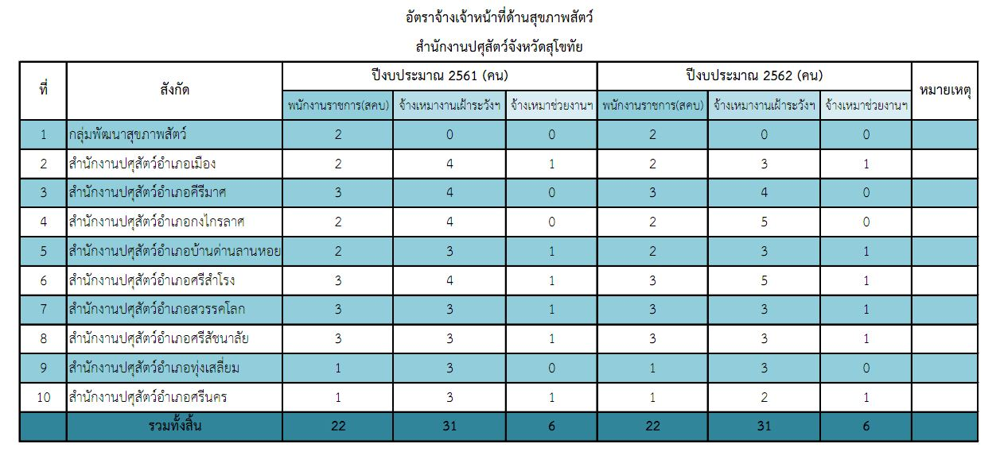 อัตราจ้างเจ้าหน้าที่ด้านสุขภาพสัตว์
สำนักงานปศุสัตว์จังหวัดสุโขทัย
ที่ สังกัด ปีงบประมาณ 2561 (คน) ปีงบประมาณ 2562 (คน) หมายเหตุ
พนักงานราชการ(สคบ) จ้างเหมางานเฝ้าระวังฯ จ้างเหมาช่วยงานฯ พนักงานราชการ(สคบ) จ้างเหมางานเฝ้าระวังฯ จ้างเหมาช่วยงานฯ
1 กลุ่มพัฒนาสุขภาพสัตว์ 2 0 0 2 0 0
2 สำนักงานปศุสัตว์อำเภอเมือง 2 4 1 2 3 1
3 สำนักงานปศุสัตว์อำเภอคีรีมาศ 3 4 0 3 4 0
4 สำนักงานปศุสัตว์อำเภอกงไกรลาศ 2 4 0 2 5 0
5 สำนักงานปศุสัตว์อำเภอบ้านด่านลานหอย 2 3 1 2 3 1
6 สำนักงานปศุสัตว์อำเภอศรีสำโรง 3 4 1 3 5 1
7 สำนักงานปศุสัตว์อำเภอสวรรคโลก 3 3 1 3 3 1
8 สำนักงานปศุสัตว์อำเภอศรีสัชนาลัย 3 3 1 3 3 1
9 สำนักงานปศุสัตว์อำเภอทุ่งเสลี่ยม 1 3 0 1 3 0
10 สำนักงานปศุสัตว์อำเภอศรีนคร 1 3 1 1 2 1
รวมทั้งสิ้น 22 31 6 22 31 6